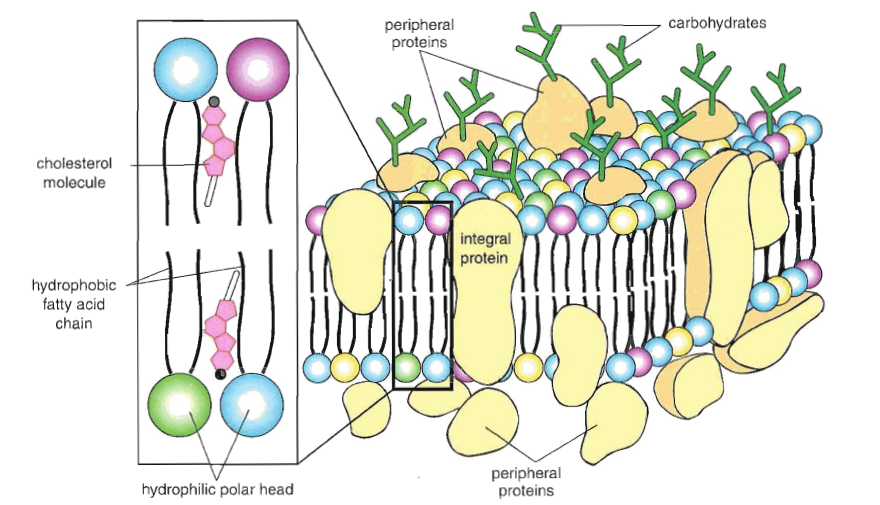 peripheral
proteins
carbohydrates
cholesterol
molecule
integral
protein
hydrophobic
fatty acid
chain
hydrophilic polar head
peripheral
proteins